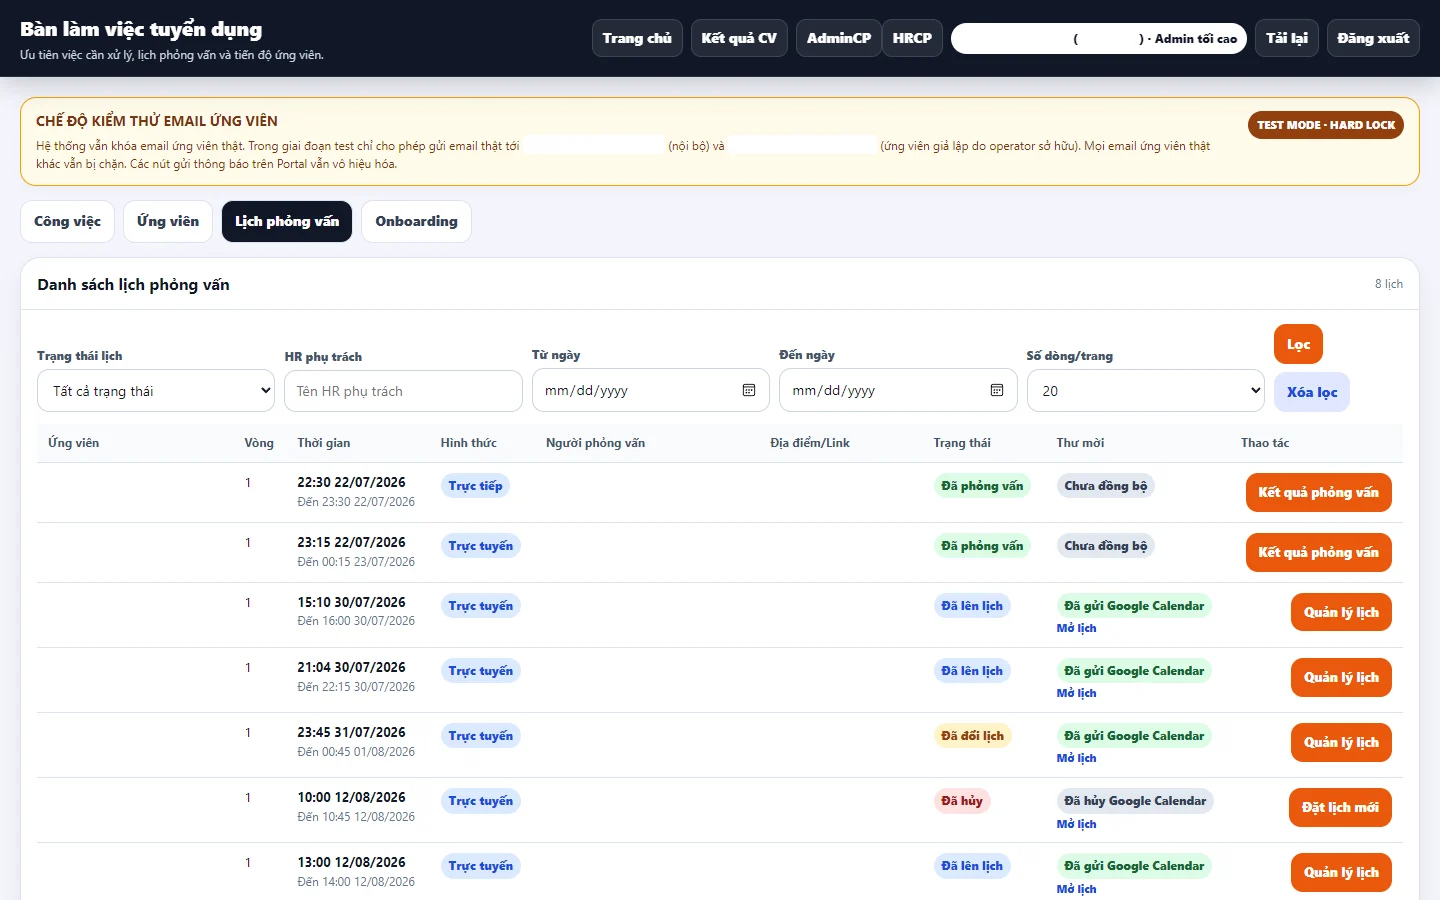 Bàn làm việc tuyển dụng
Ưu tiên việc cần xử lý, lịch phỏng vấn và tiến độ ứng viên.
Trang chủ
Kết quả CV
AdminCP
HRCP
( ) · Admin tối cao
Tải lại
Đăng xuất
CHẾ ĐỘ KIỂM THỬ EMAIL ỨNG VIÊN
TEST MODE · HARD LOCK
Hệ thống vẫn khóa email ứng viên thật. Trong giai đoạn test chỉ cho phép gửi email thật tới (nội bộ) và (ứng viên giả lập do operator sở hữu). Mọi email ứng viên thật
khác vẫn bị chặn. Các nút gửi thông báo trên Portal vẫn vô hiệu hóa.
Công việc
Ứng viên
Lịch phỏng vấn
Onboarding
Danh sách lịch phỏng vấn
8 lịch
Trạng thái lịch
HR phụ trách
Từ ngày
Đến ngày
Số dòng/trang
Lọc
Tất cả trạng thái
Tên HR phụ trách
mm/dd/yyyy
mm/dd/yyyy
20
Xóa lọc
Ứng viên Vòng Thời gian Hình thức Người phỏng vấn Địa điểm/Link Trạng thái Thư mời Thao tác
1 22:30 22/07/2026 Trực tiếp Đã phỏng vấn Chưa đồng bộ Kết quả phỏng vấn
Đến 23:30 22/07/2026
1 23:15 22/07/2026 Trực tuyến Đã phỏng vấn Chưa đồng bộ Kết quả phỏng vấn
Đến 00:15 23/07/2026
1 15:10 30/07/2026 Trực tuyến Đã lên lịch Đã gửi Google Calendar Quản lý lịch
Đến 16:00 30/07/2026 Mở lịch
1 21:04 30/07/2026 Trực tuyến Đã lên lịch Đã gửi Google Calendar Quản lý lịch
Đến 22:15 30/07/2026 Mở lịch
1 23:45 31/07/2026 Trực tuyến Đã đổi lịch Đã gửi Google Calendar Quản lý lịch
Đến 00:45 01/08/2026 Mở lịch
1 10:00 12/08/2026 Trực tuyến Đã hủy Đã hủy Google Calendar Đặt lịch mới
Đến 10:45 12/08/2026 Mở lịch
1 13:00 12/08/2026 Trực tuyến Đã lên lịch Đã gửi Google Calendar Quản lý lịch
Đến 14:00 12/08/2026 Mở lịch